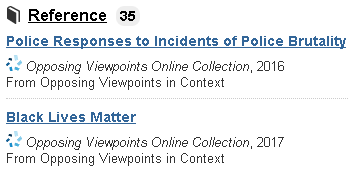 Reference 35
Police Responses to Incidents of Police Brutality
Opposing Viewpoints Online Collection, 2016
From Opposing Viewpoints in Context
Black Lives Matter
Opposing Viewpoints Online Collection, 2017
From Opposing Viewpoints in Context